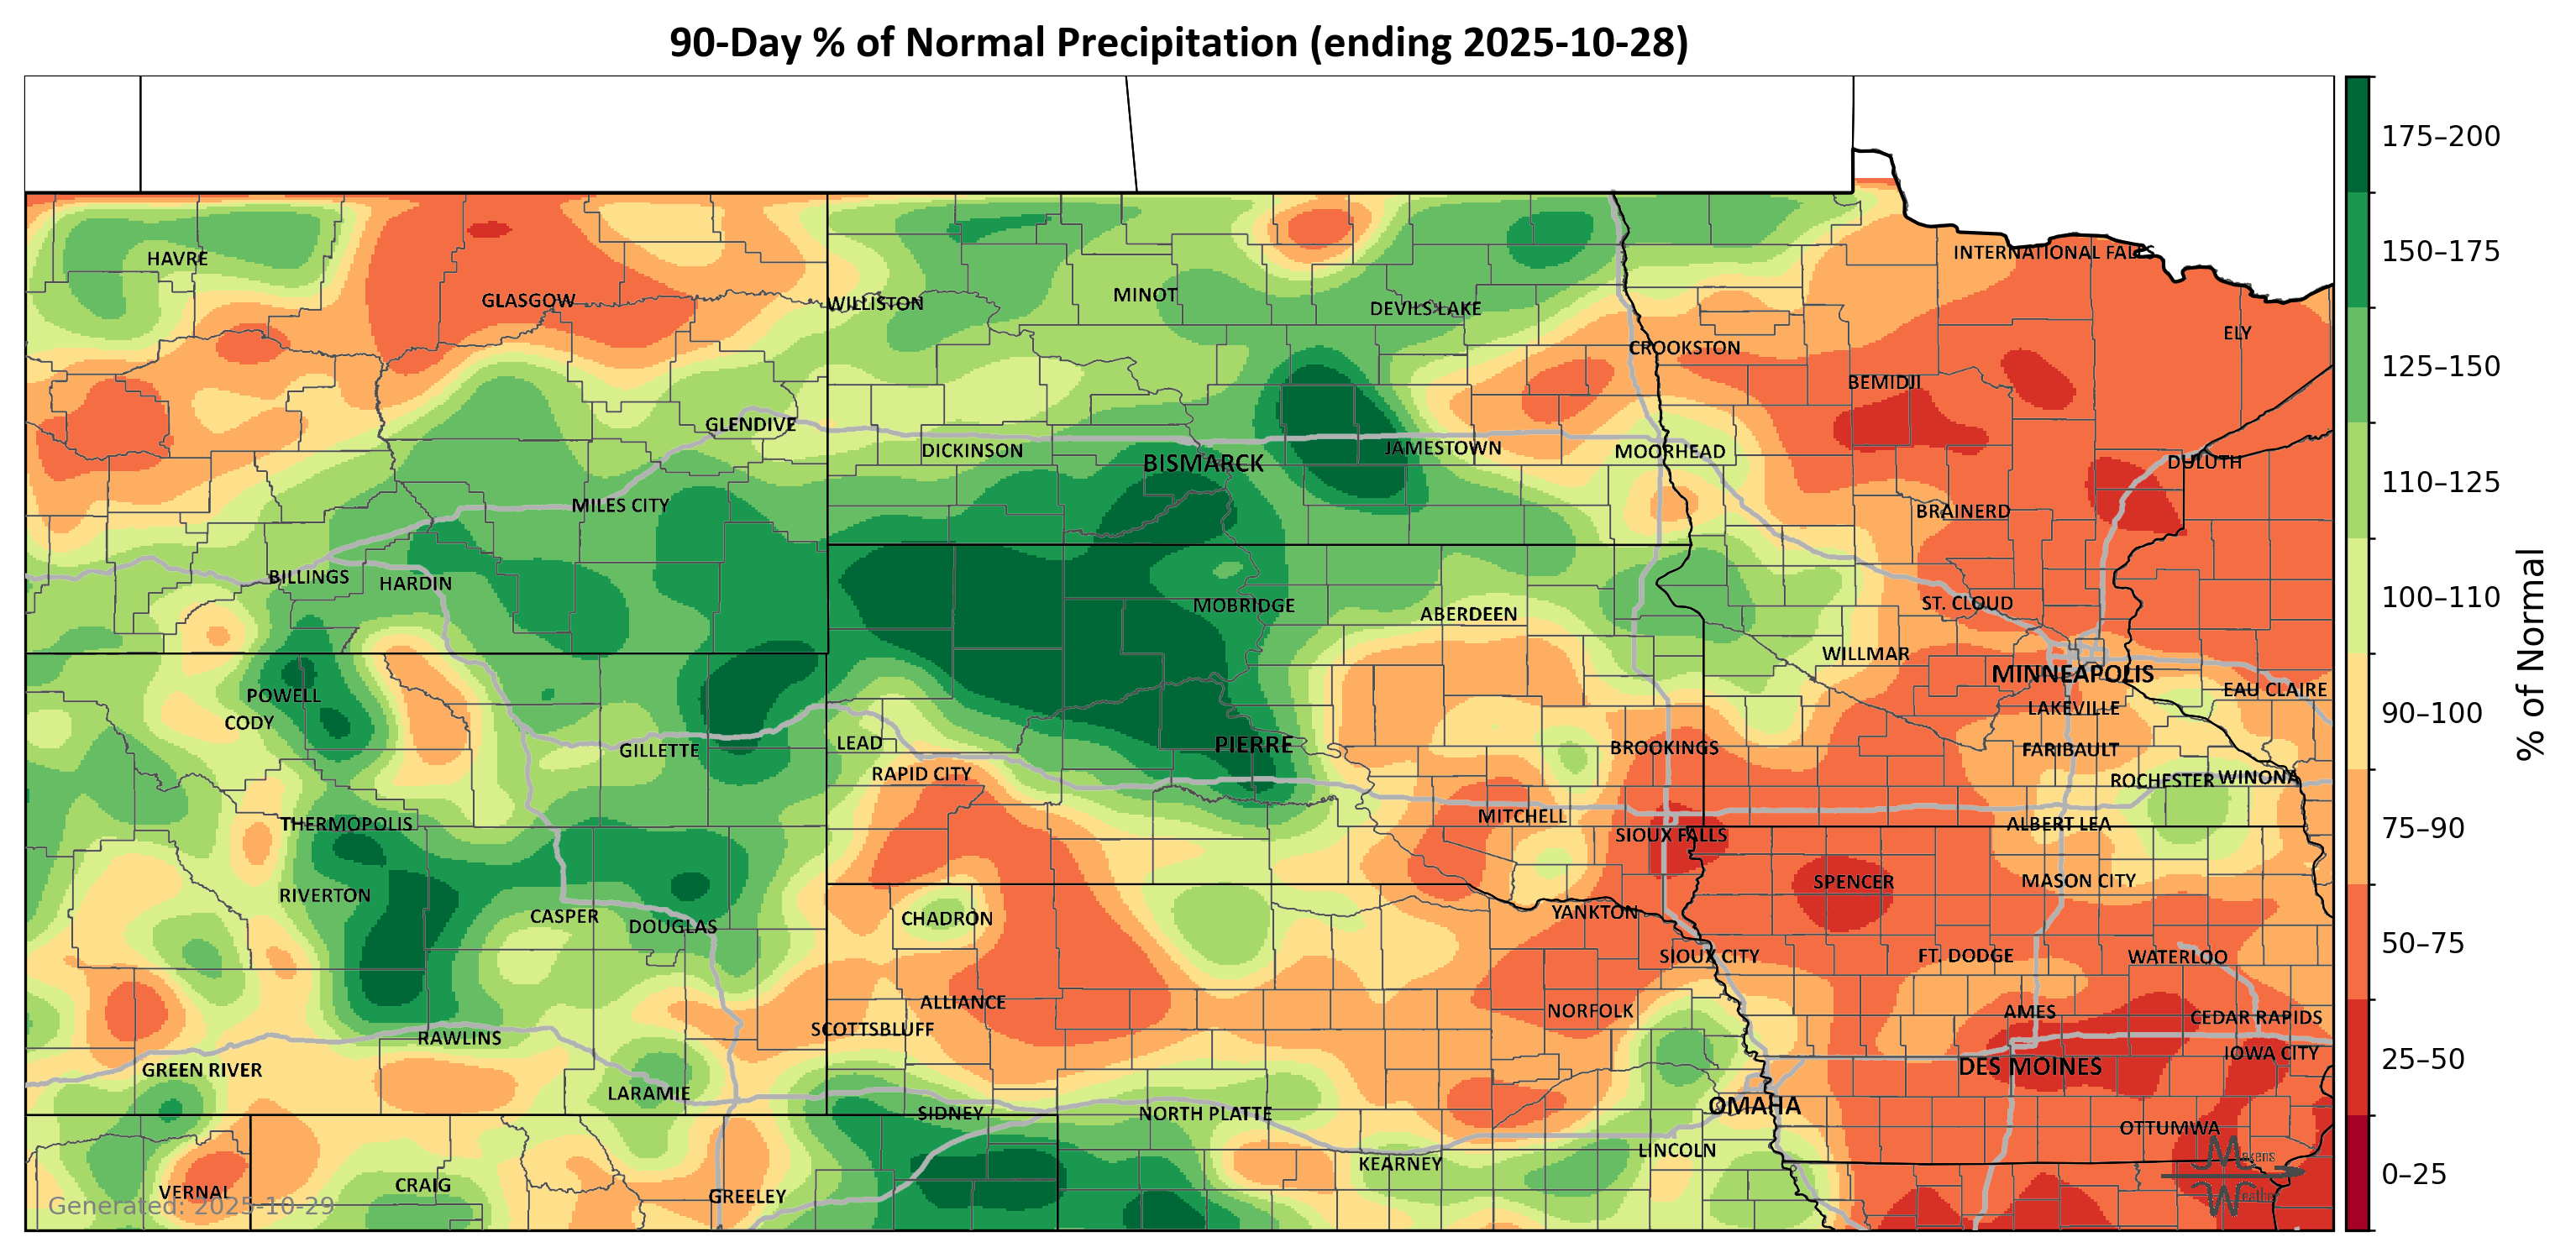 90-Day % of Normal Precipitation (ending 2025-10-28)
HAVRE
GLASGOW
WILLISTON
MINOT
DEVILS LAKE
INTERNATIONAL FALLS
ELY
CROOKSTON
BEMIDJI
GLENDIVE
DICKINSON
BISMARCK
JAMESTOWN
MOORHEAD
DULUTH
MILES CITY
BRAINERD
BILLINGS
HARDIN
MOBRIDGE
ABERDEEN
ST. CLOUD
WILLMAR
MINNEAPOLIS
EAU CLAIRE
POWELL
CODY
LAKEVILLE
GILLETTE
LEAD
PIERRE
BROOKINGS
FARIBAULT
RAPID CITY
ROCHESTER
WINONA
THERMOPOLIS
MITCHELL
SIOUX FALLS
ALBERT LEA
RIVERTON
SPENCER
MASON CITY
CASPER
DOUGLAS
CHADRON
YANKTON
SIOUX CITY
FT. DODGE
WATERLOO
ALLIANCE
NORFOLK
AMES
CEDAR RAPIDS
SCOTTSBLUFF
RAWLINS
IOWA CITY
GREEN RIVER
DES MOINES
LARAMIE
SIDNEY
NORTH PLATTE
OMAHA
OTTUMWA
LINCOLN
KEARNEY
VERNAL
CRAIG
GREELEY
Generated: 2025-10-29
Makens
Weather
175–200
150–175
125–150
110–125
100–110
90–100
75–90
50–75
25–50
0–25
% of Normal